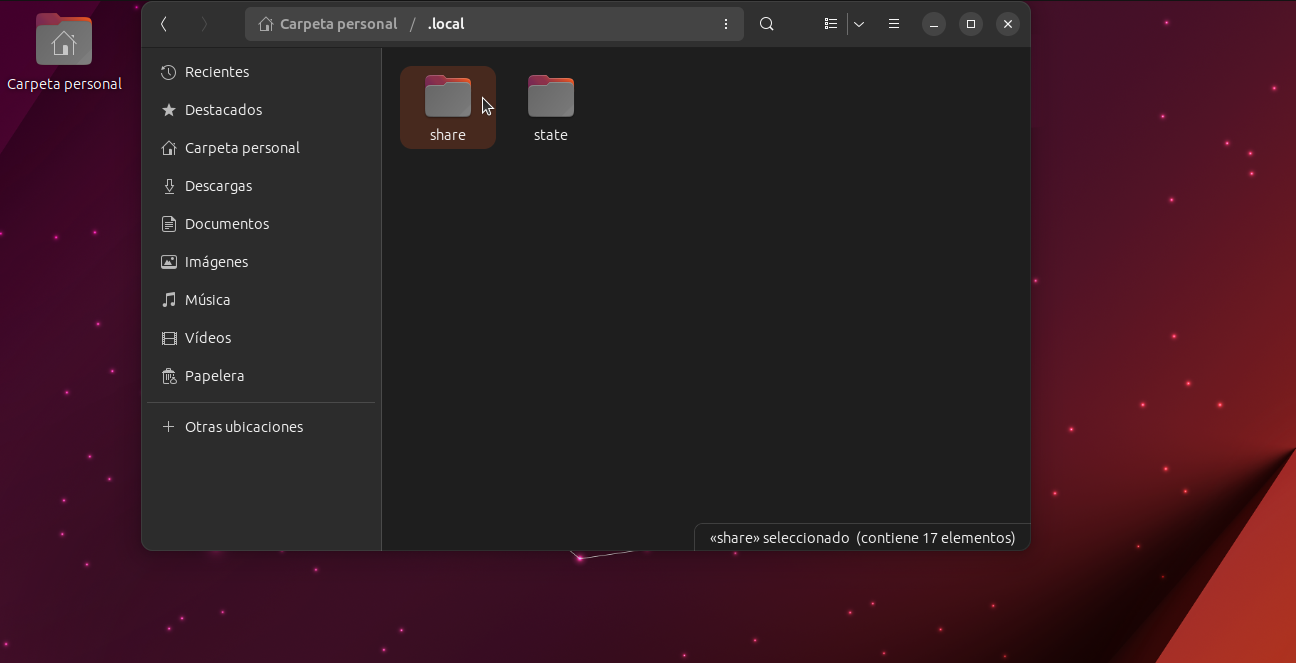 Carpeta personal
Carpeta personal / .local
Recientes
Destacados
Carpeta personal
Descargas
Documentos
Imágenes
Música
Vídeos
Papelera
Otras ubicaciones
share
state
«share» seleccionado (contiene 17 elementos)